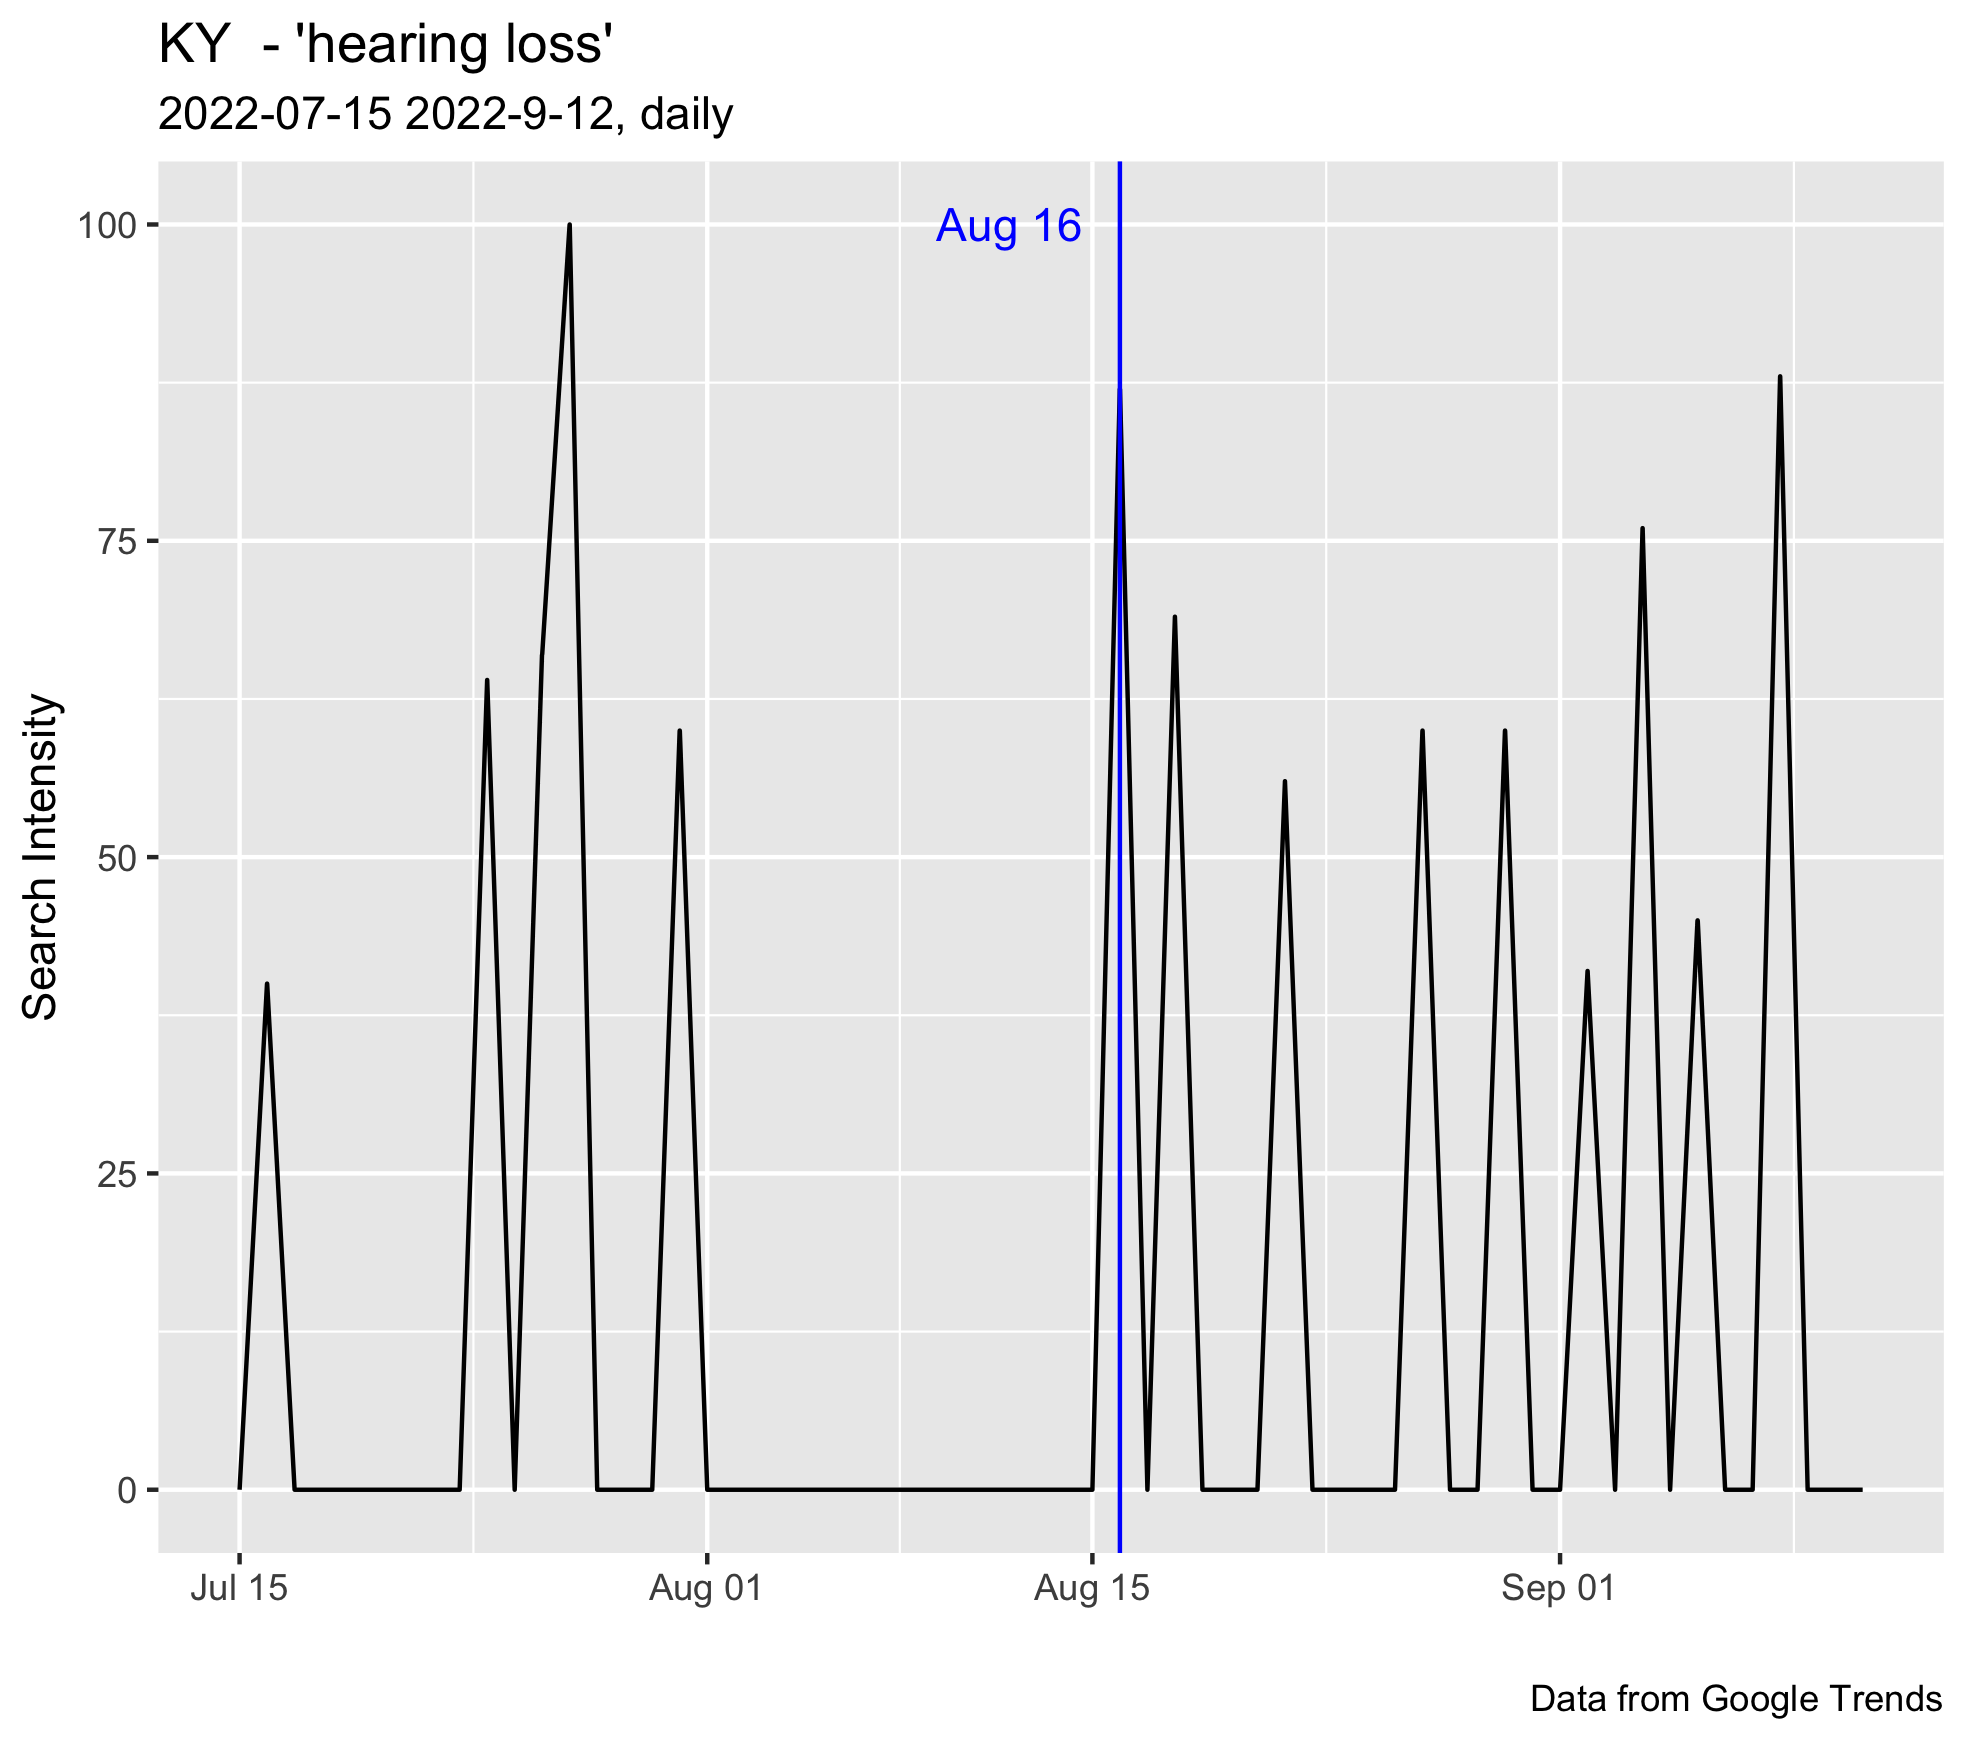 KY  - 'hearing loss'
2022-07-15 2022-9-12, daily
Aug 16
100
75
50
25
0
Search Intensity
Jul 15
Aug 01
Aug 15
Sep 01
Data from Google Trends